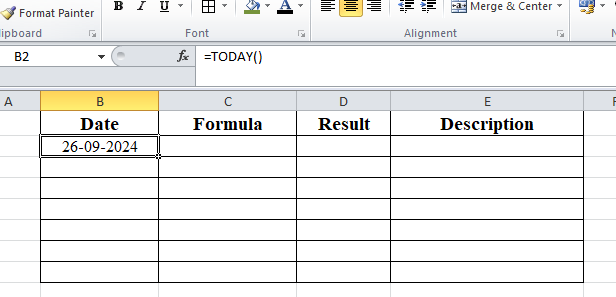 Format Painter B I U Merge & Center
lipboard Font Alignment
B2 fx =TODAY()
A B C D E
Date Formula Result Description
26-09-2024